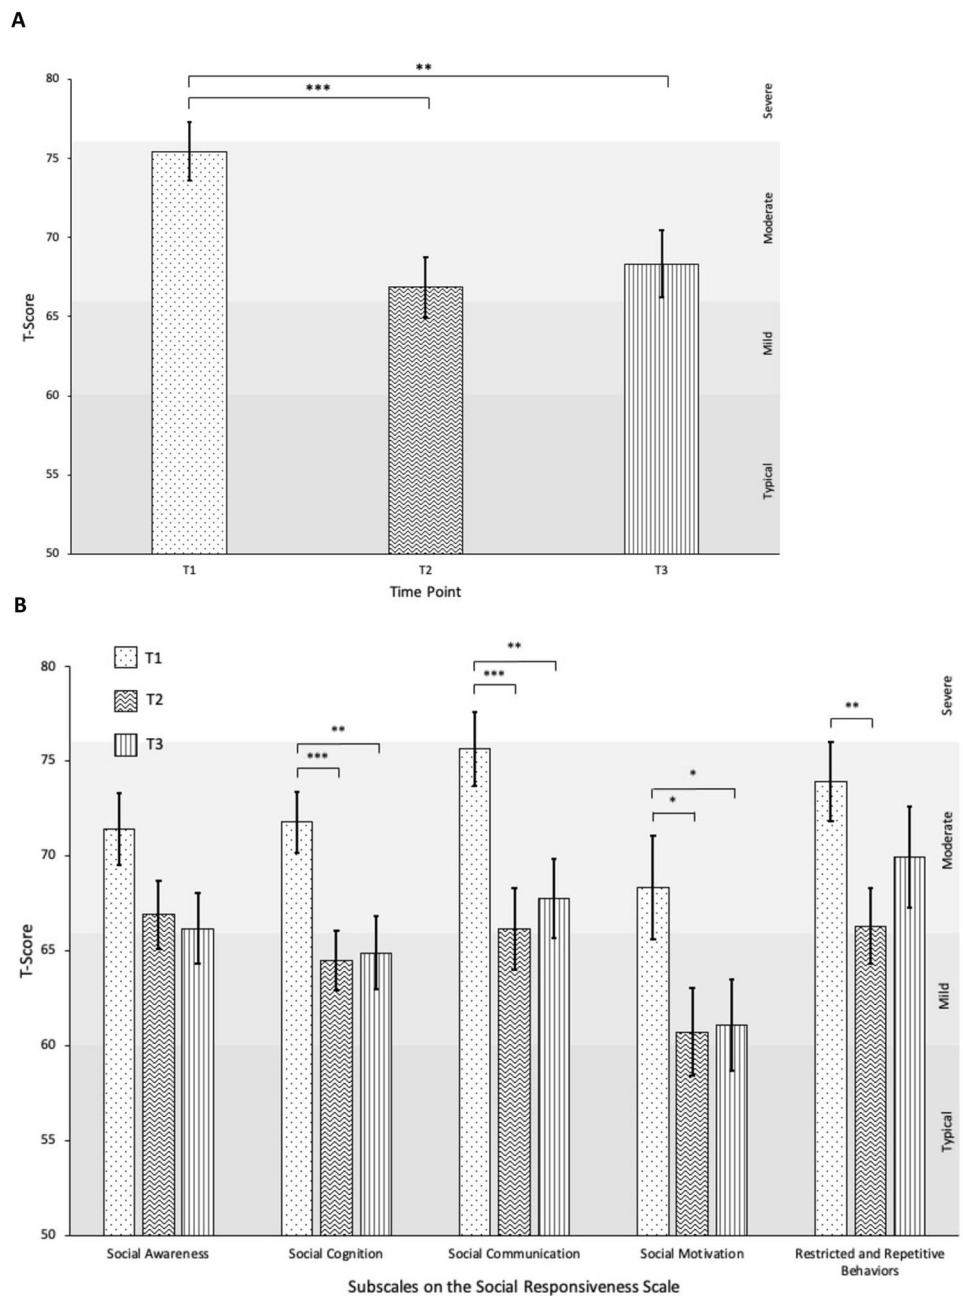 A
**
***
80
75
70
65
60
55
50
T-Score
Severe
Moderate
Mild
Typical
T1 T2 T3
Time Point
B
T1
T2
T3
80
75
70
65
60
55
50
T-Score
**
***
**
***
*
*
**
Severe
Moderate
Mild
Typical
Social Awareness Social Cognition Social Communication Social Motivation Restricted and Repetitive
Behaviors
Subscales on the Social Responsiveness Scale